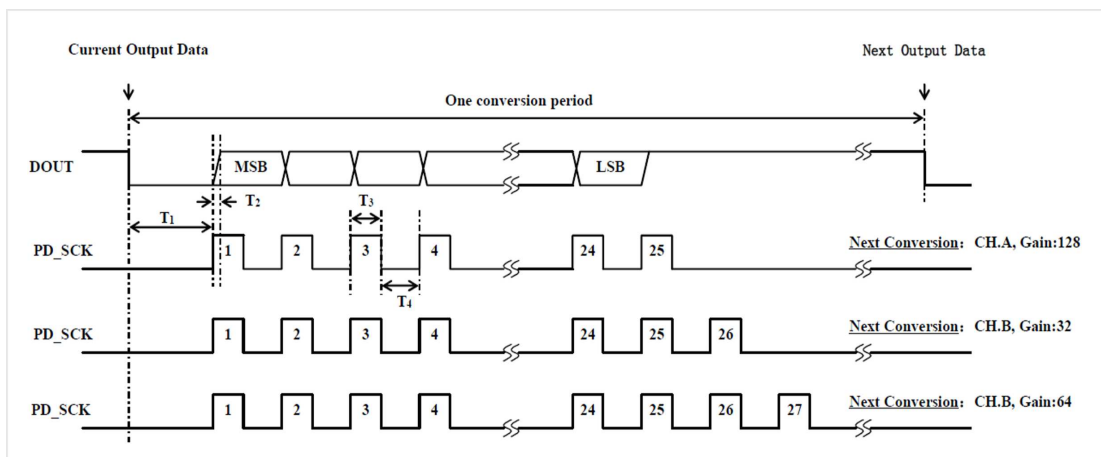 Current Output Data
Next Output Data
One conversion period
DOUT
MSB
LSB
T2
T3
T1
PD_SCK
1
2
3
4
24
25
Next Conversion: CH.A, Gain:128
T4
PD_SCK
1
2
3
4
24
25
26
Next Conversion: CH.B, Gain:32
PD_SCK
1
2
3
4
24
25
26
27
Next Conversion: CH.B, Gain:64